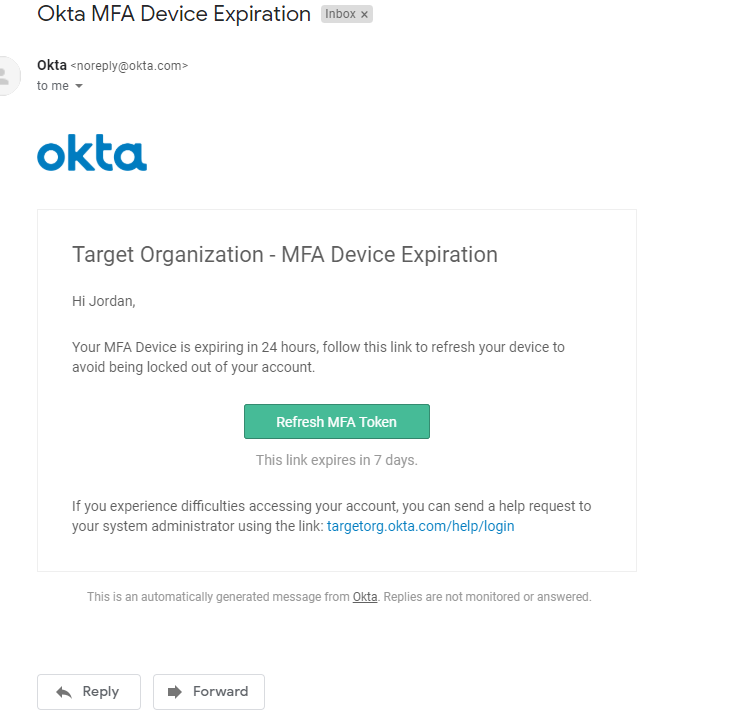 Okta MFA Device Expiration Inbox ×
Okta <noreply@okta.com>
to me
okta
Target Organization - MFA Device Expiration
Hi Jordan,
Your MFA Device is expiring in 24 hours, follow this link to refresh your device to
avoid being locked out of your account.
Refresh MFA Token
This link expires in 7 days.
If you experience difficulties accessing your account, you can send a help request to
your system administrator using the link: targetorg.okta.com/help/login
This is an automatically generated message from Okta. Replies are not monitored or answered.
Reply Forward